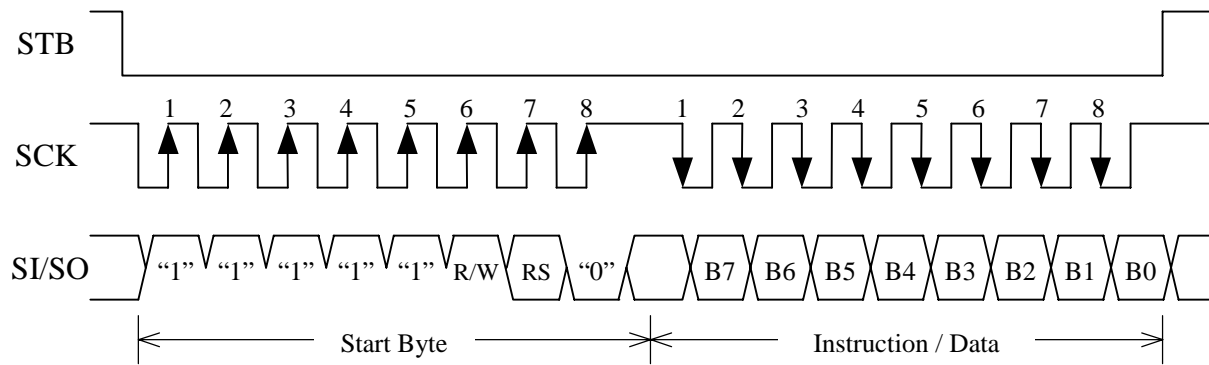 STB
1 2 3 4 5 6 7 8 1 2 3 4 5 6 7 8
SCK
SI/SO “1” “1” “1” “1” “1” R/W RS “0” B7 B6 B5 B4 B3 B2 B1 B0
Start Byte Instruction / Data